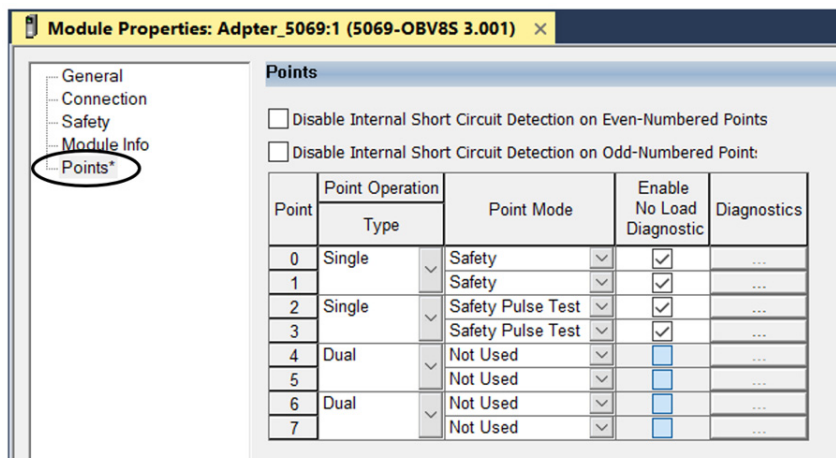 Module Properties: Adpter_5069:1 (5069-OBV8S 3.001) ×
General
Connection
Safety
Module Info
Points*
Points
Disable Internal Short Circuit Detection on Even-Numbered Points
Disable Internal Short Circuit Detection on Odd-Numbered Points
Point
Point Operation
Type
Point Mode
Enable
No Load
Diagnostic
Diagnostics
0 Single Safety ...
1 Safety ...
2 Single Safety Pulse Test ...
3 Safety Pulse Test ...
4 Dual Not Used ...
5 Not Used ...
6 Dual Not Used ...
7 Not Used ...